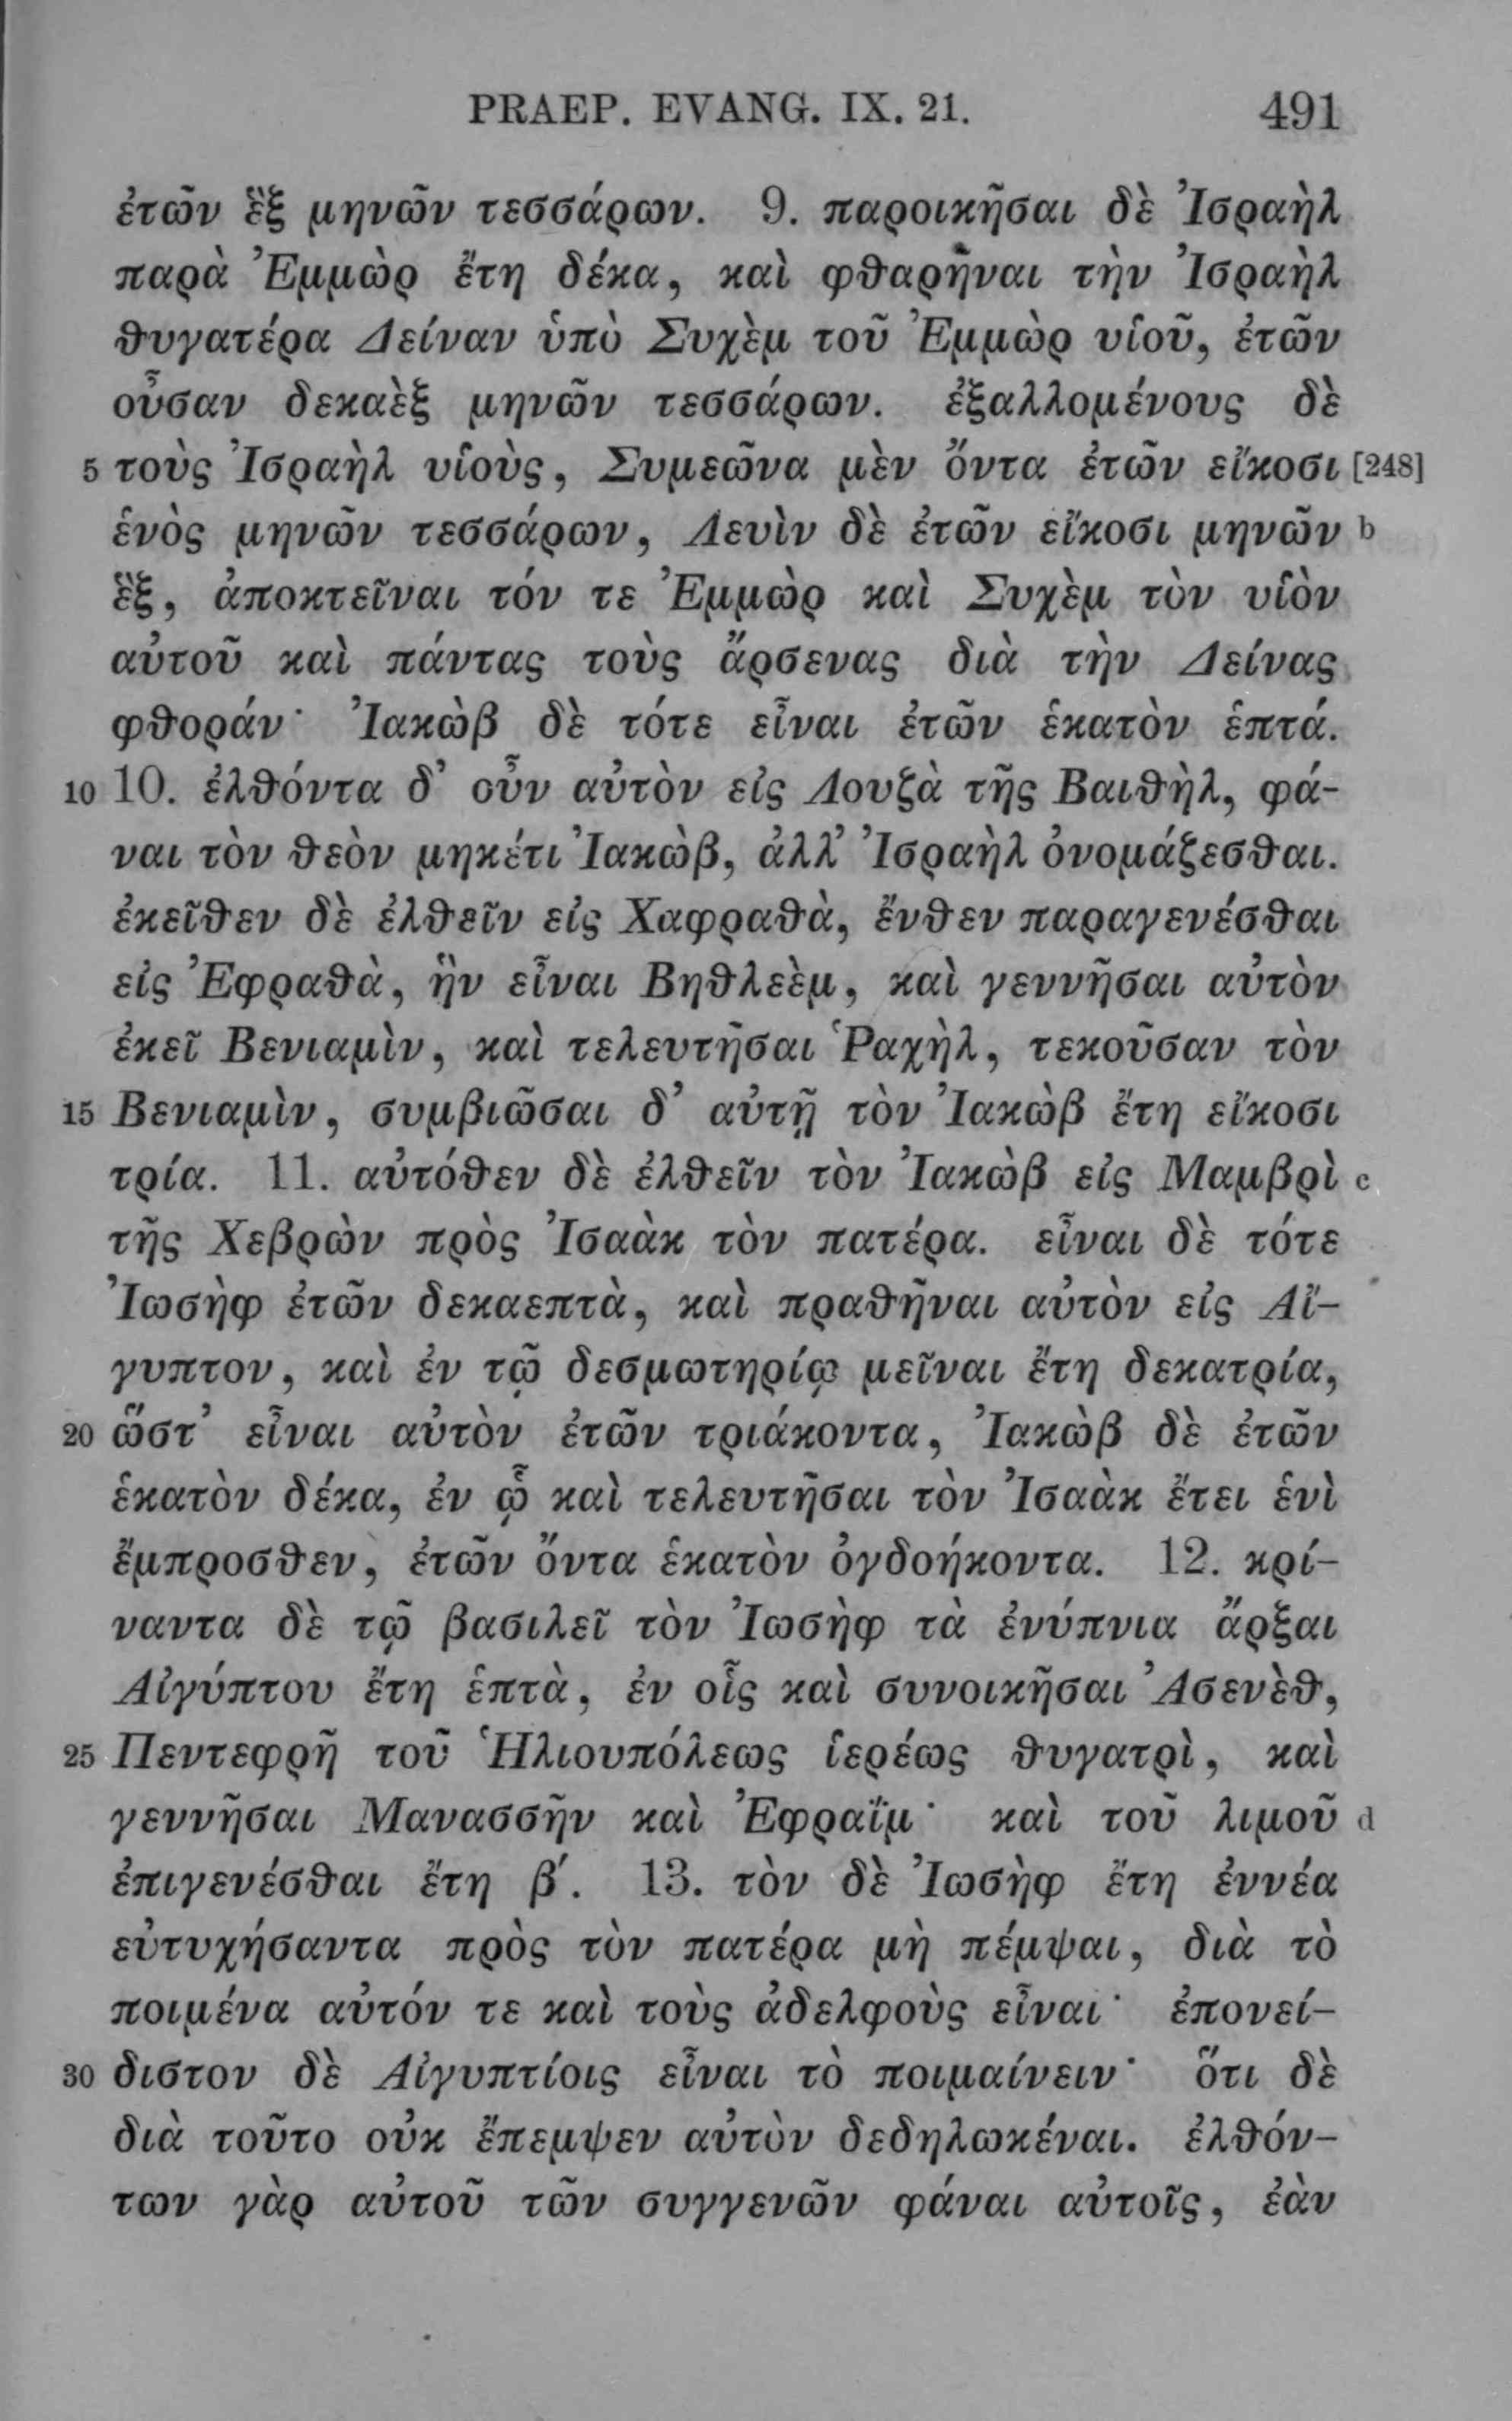 PRAEP. EVANG. IX. 21. 491
ἐτῶν ἓξ μηνῶν τεσσάρων. 9. παροικῆσαι δὲ Ἰσραὴλ
παρὰ Ἐμμὼρ ἔτη δέκα, καὶ φθαρῆναι τὴν Ἰσραὴλ
θυγατέρα Δείναν ὑπὸ Συχὲμ τοῦ Ἐμμὼρ υἱοῦ, ἐτῶν
οὖσαν δεκαὲξ μηνῶν τεσσάρων. ἐξαλλομένους δὲ
5 τοὺς Ἰσραὴλ υἱοὺς, Συμεῶνα μὲν ὄντα ἐτῶν εἴκοσι [248]
ἑνὸς μηνῶν τεσσάρων, Λευὶν δὲ ἐτῶν εἴκοσι μηνῶν b
ἓξ, ἀποκτεῖναι τόν τε Ἐμμὼρ καὶ Συχὲμ τὸν υἱὸν
αὐτοῦ καὶ πάντας τοὺς ἄρσενας διὰ τὴν Δείνας
φθοράν· Ἰακὼβ δὲ τότε εἶναι ἐτῶν ἑκατὸν ἑπτά.
10 10. ἐλθόντα δ’ οὖν αὐτὸν εἰς Λουζὰ τῆς Βαιθὴλ, φά-
ναι τὸν θεὸν μηκέτι Ἰακὼβ, ἀλλ’ Ἰσραὴλ ὀνομάζεσθαι.
ἐκεῖθεν δὲ ἐλθεῖν εἰς Χαφραθὰ, ἔνθεν παραγενέσθαι
εἰς Ἐφραθὰ, ἣν εἶναι Βηθλεὲμ, καὶ γεννῆσαι αὐτὸν
ἐκεῖ Βενιαμὶν, καὶ τελευτῆσαι Ῥαχὴλ, τεκοῦσαν τὸν
15 Βενιαμὶν, συμβιῶσαι δ’ αὐτῇ τὸν Ἰακὼβ ἔτη εἴκοσι
τρία. 11. αὐτόθεν δὲ ἐλθεῖν τὸν Ἰακὼβ εἰς Μαμβρὶ c
τῆς Χεβρὼν πρὸς Ἰσαὰκ τὸν πατέρα. εἶναι δὲ τότε
Ἰωσὴφ ἐτῶν δεκαεπτὰ, καὶ πραθῆναι αὐτὸν εἰς Αἴ-
γυπτον, καὶ ἐν τῷ δεσμωτηρίῳ μεῖναι ἔτη δεκατρία,
20 ὥστ’ εἶναι αὐτὸν ἐτῶν τριάκοντα, Ἰακὼβ δὲ ἐτῶν
ἑκατὸν δέκα, ἐν ᾧ καὶ τελευτῆσαι τὸν Ἰσαὰκ ἔτει ἑνὶ
ἔμπροσθεν, ἐτῶν ὄντα ἑκατὸν ὀγδοήκοντα. 12. κρί-
ναντα δὲ τῷ βασιλεῖ τὸν Ἰωσὴφ τὰ ἐνύπνια ἄρξαι
Αἰγύπτου ἔτη ἑπτὰ, ἐν οἷς καὶ συνοικῆσαι Ἀσενὲθ,
25 Πεντεφρῆ τοῦ Ἡλιουπόλεως ἱερέως θυγατρὶ, καὶ
γεννῆσαι Μανασσῆν καὶ Ἐφραΐμ· καὶ τοῦ λιμοῦ d
ἐπιγενέσθαι ἔτη β′. 13. τὸν δὲ Ἰωσὴφ ἔτη ἐννέα
εὐτυχήσαντα πρὸς τὸν πατέρα μὴ πέμψαι, διὰ τὸ
ποιμένα αὐτόν τε καὶ τοὺς ἀδελφοὺς εἶναι· ἐπονεί-
30 διστον δὲ Αἰγυπτίοις εἶναι τὸ ποιμαίνειν· ὅτι δὲ
διὰ τοῦτο οὐκ ἔπεμψεν αὐτὸν δεδηλωκέναι. ἐλθόν-
των γὰρ αὐτοῦ τῶν συγγενῶν φάναι αὐτοῖς, ἐὰν